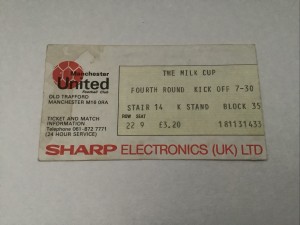 Manchester
United
Football Club
OLD TRAFFORD
MANCHESTER M16 0RA
TICKET AND MATCH
INFORMATION
Telephone 061-872 7771
(24 HOUR SERVICE)
THE MILK CUP
FOURTH ROUND KICK OFF 7-30
STAIR 14 K STAND BLOCK 35
ROW SEAT
22 9 £3.20 181131433
SHARP ELECTRONICS (UK) LTD